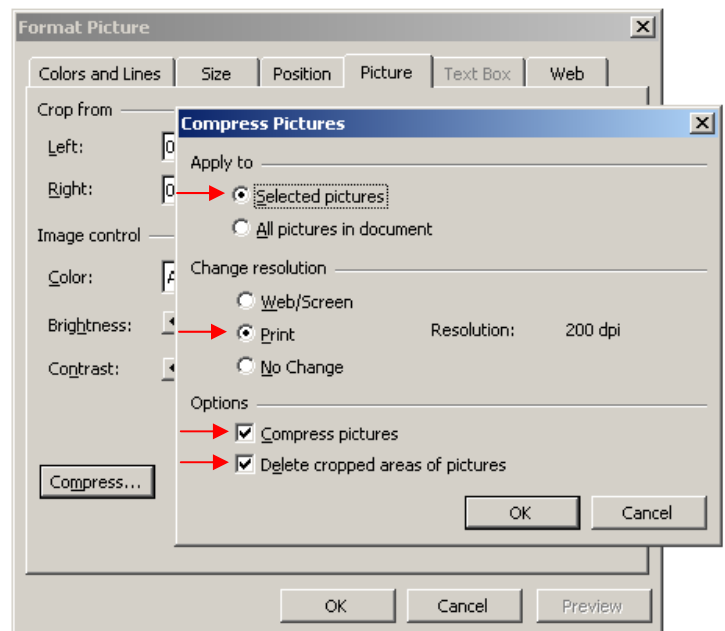 Format Picture
Colors and Lines Size Position Picture Text Box Web
Crop from
Left: 0
Right: 0
Image control
Color: A
Brightness:
Contrast:
Compress...
OK Cancel Preview
Compress Pictures
Apply to
Selected pictures
All pictures in document
Change resolution
Web/Screen
Print Resolution: 200 dpi
No Change
Options
Compress pictures
Delete cropped areas of pictures
OK Cancel